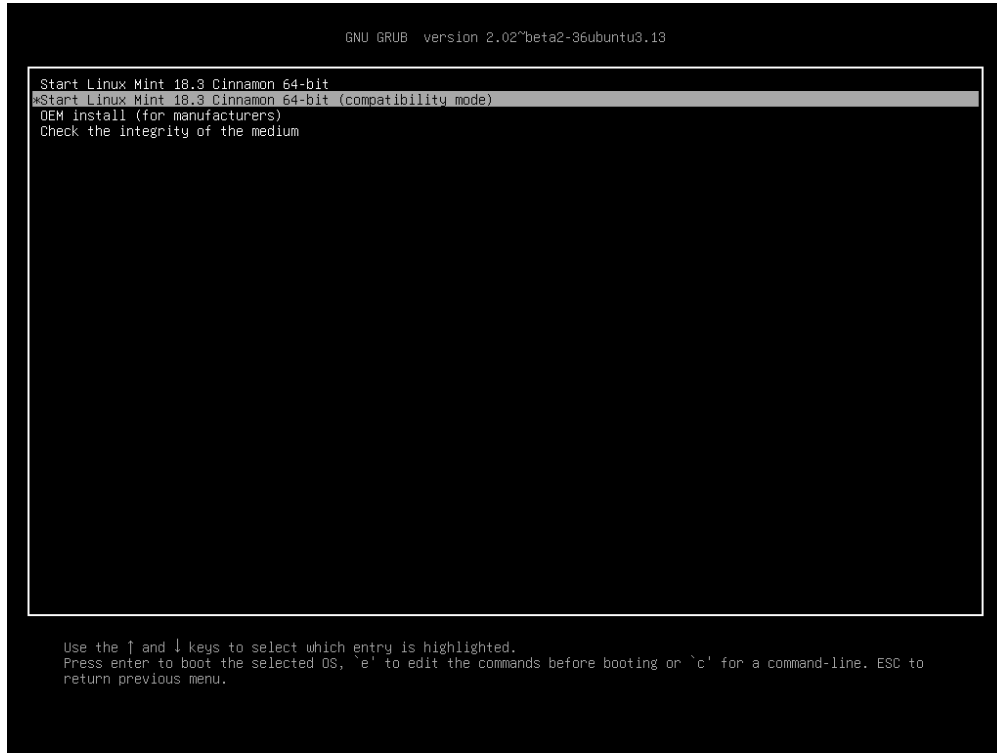 GNU GRUB  version 2.02~beta2-36ubuntu3.13
Start Linux Mint 18.3 Cinnamon 64-bit
*Start Linux Mint 18.3 Cinnamon 64-bit (compatibility mode)
OEM install (for manufacturers)
Check the integrity of the medium
Use the ↑ and ↓ keys to select which entry is highlighted.
Press enter to boot the selected OS, `e' to edit the commands before booting or `c' for a command-line. ESC to
return previous menu.